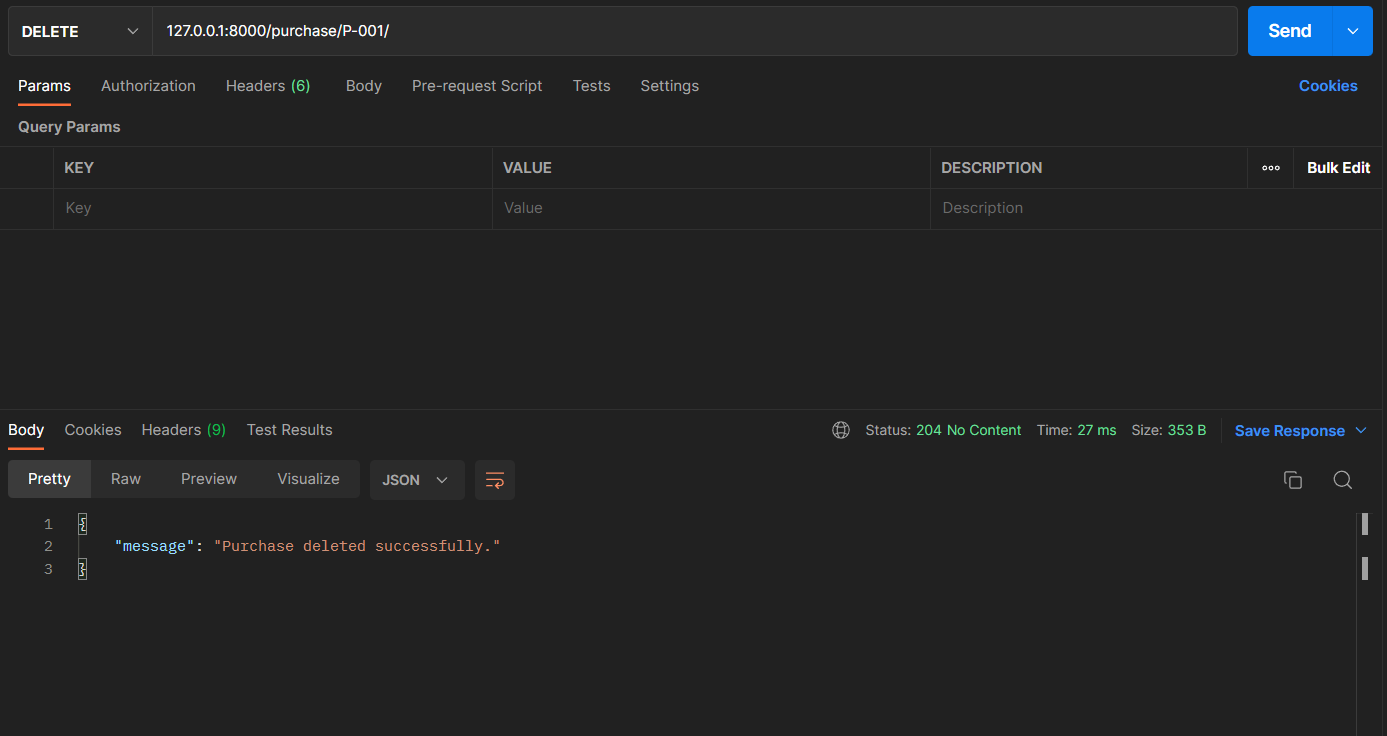 DELETE 127.0.0.1:8000/purchase/P-001/ Send
Params Authorization Headers (6) Body Pre-request Script Tests Settings Cookies
Query Params
KEY VALUE DESCRIPTION ooo Bulk Edit
Key Value Description
Body Cookies Headers (9) Test Results Status: 204 No Content Time: 27 ms Size: 353 B Save Response
Pretty Raw Preview Visualize JSON
1 {
2 "message": "Purchase deleted successfully."
3 }